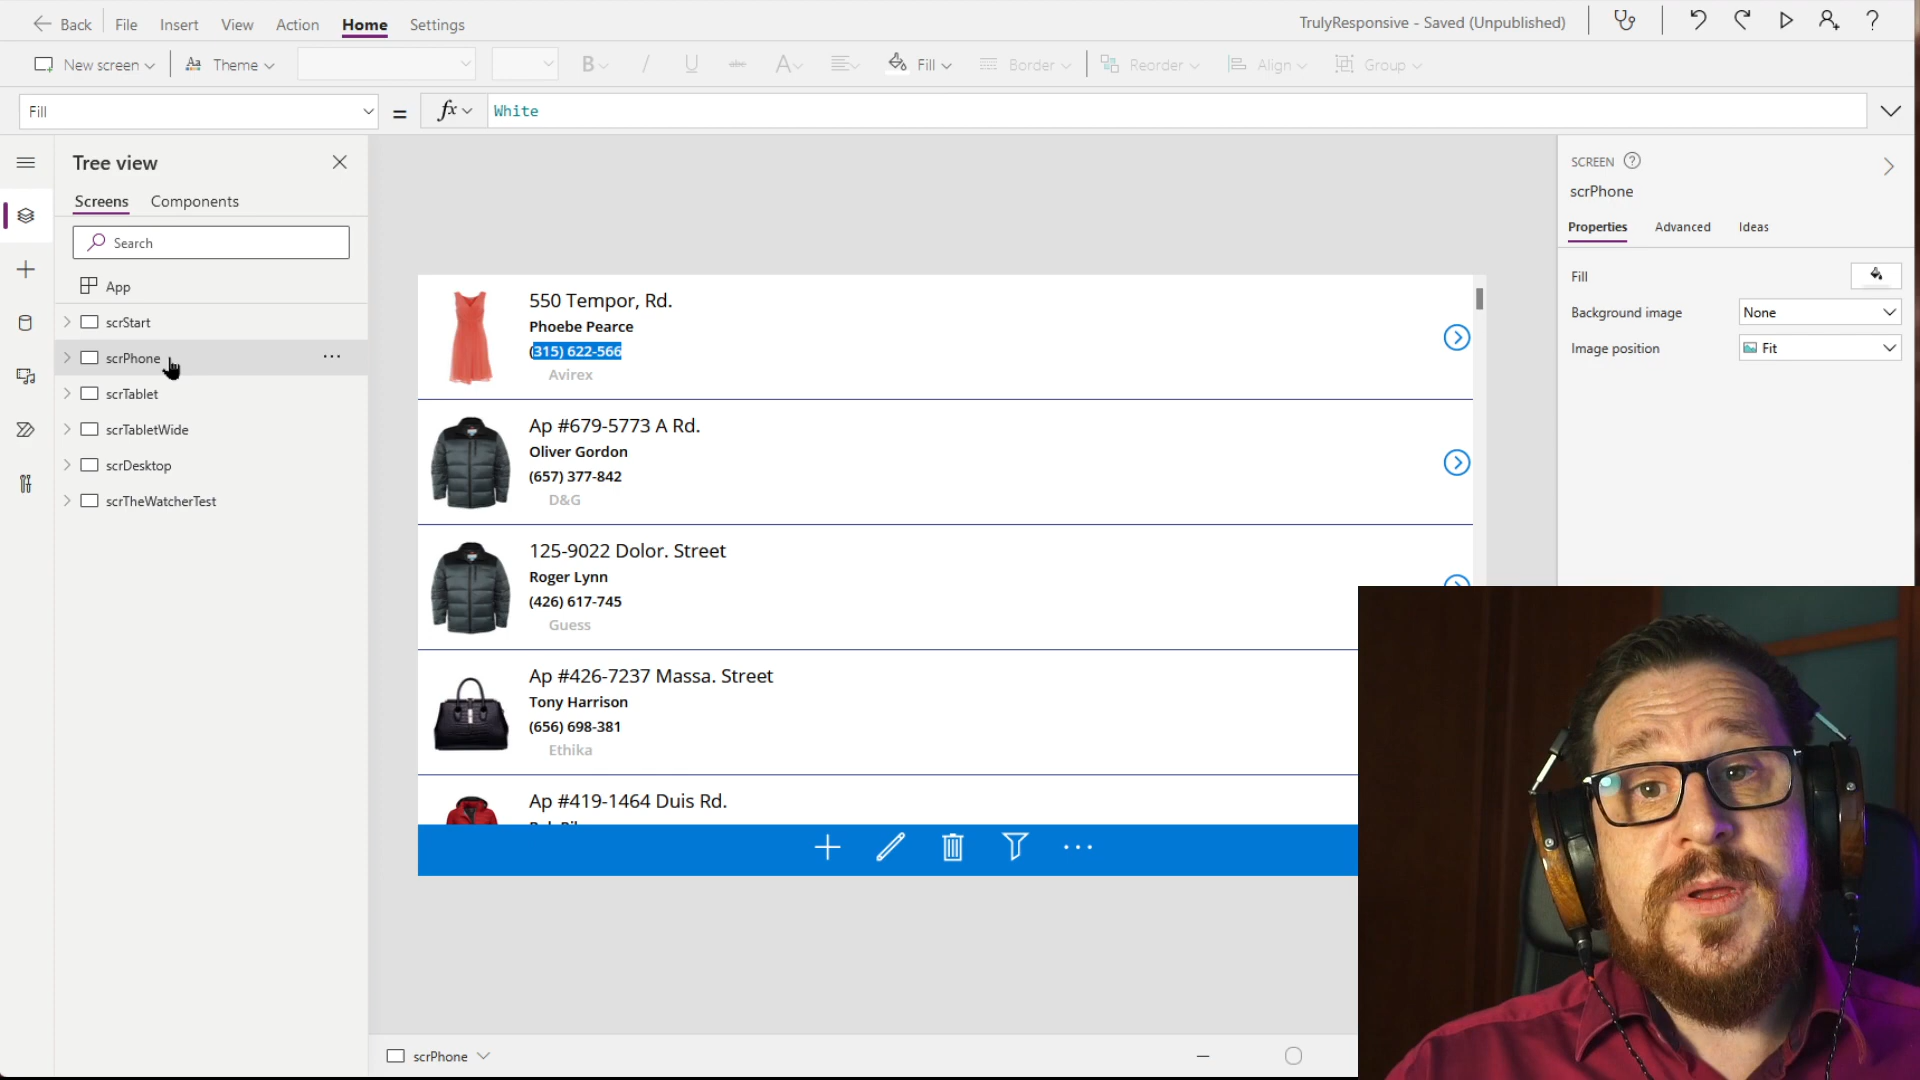 Back
File
Insert
View
Action
Home
Settings
TrulyResponsive - Saved (Unpublished)
New screen
Theme
B
Fill
Border
Reorder
Align
Group
Fill
=
fx
White
Tree view
Screens
Components
Search
App
scrStart
scrPhone
scrTablet
scrTabletWide
scrDesktop
scrTheWatcherTest
550 Tempor, Rd.
Phoebe Pearce
(315) 622-566
Avirex
Ap #679-5773 A Rd.
Oliver Gordon
(657) 377-842
D&G
125-9022 Dolor. Street
Roger Lynn
(426) 617-745
Guess
Ap #426-7237 Massa. Street
Tony Harrison
(656) 698-381
Ethika
Ap #419-1464 Duis Rd.
scrPhone
SCREEN
scrPhone
Properties
Advanced
Ideas
Fill
Background image
None
Image position
Fit